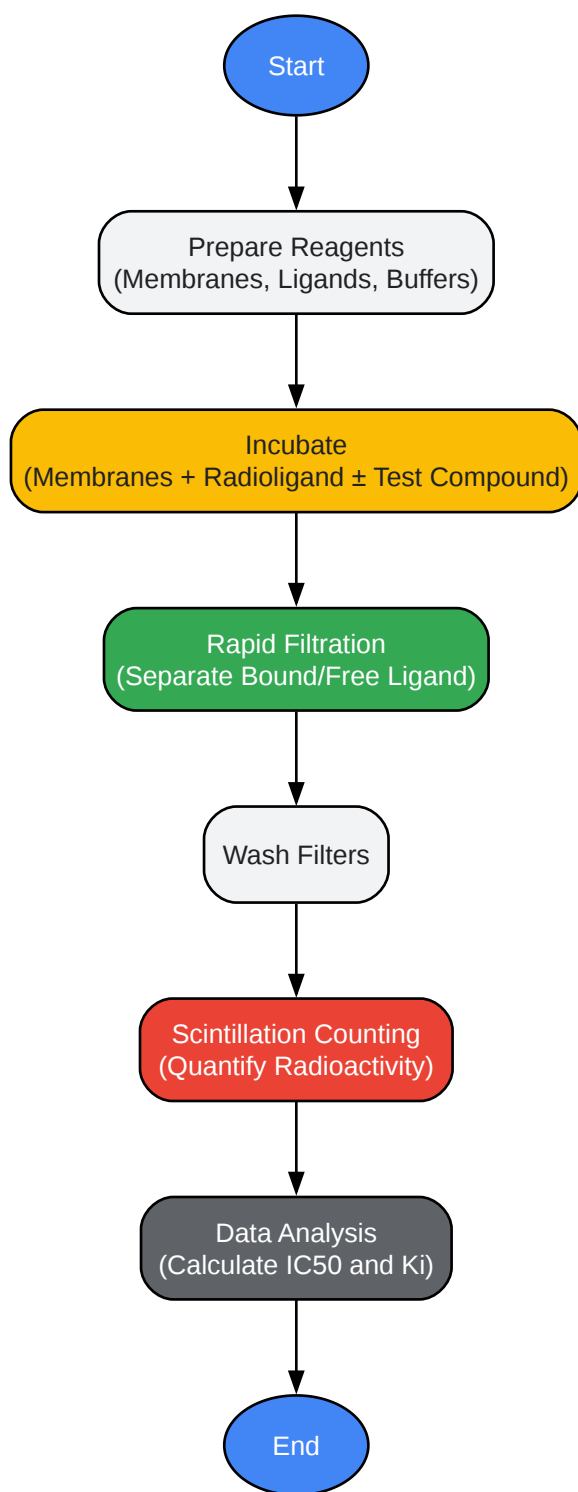 Start
Prepare Reagents
(Membranes, Ligands, Buffers)
Incubate
(Membranes + Radioligand ± Test Compound)
Rapid Filtration
(Separate Bound/Free Ligand)
Wash Filters
Scintillation Counting
(Quantify Radioactivity)
Data Analysis
(Calculate IC50 and Ki)
End